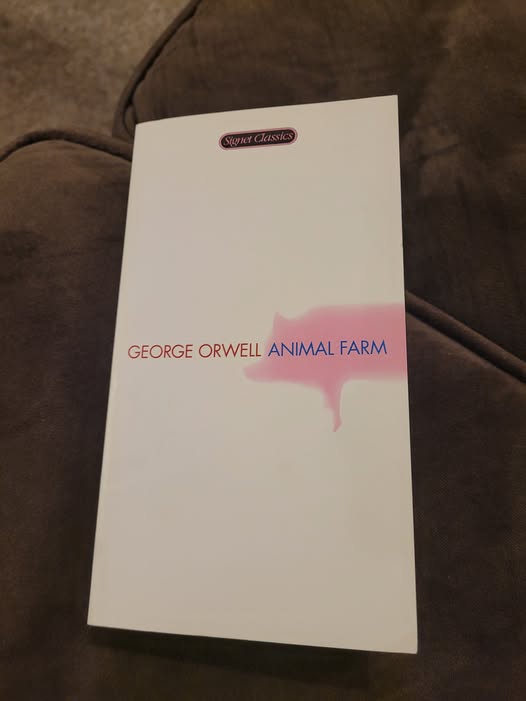 Signet Classics
GEORGE ORWELL ANIMAL FARM